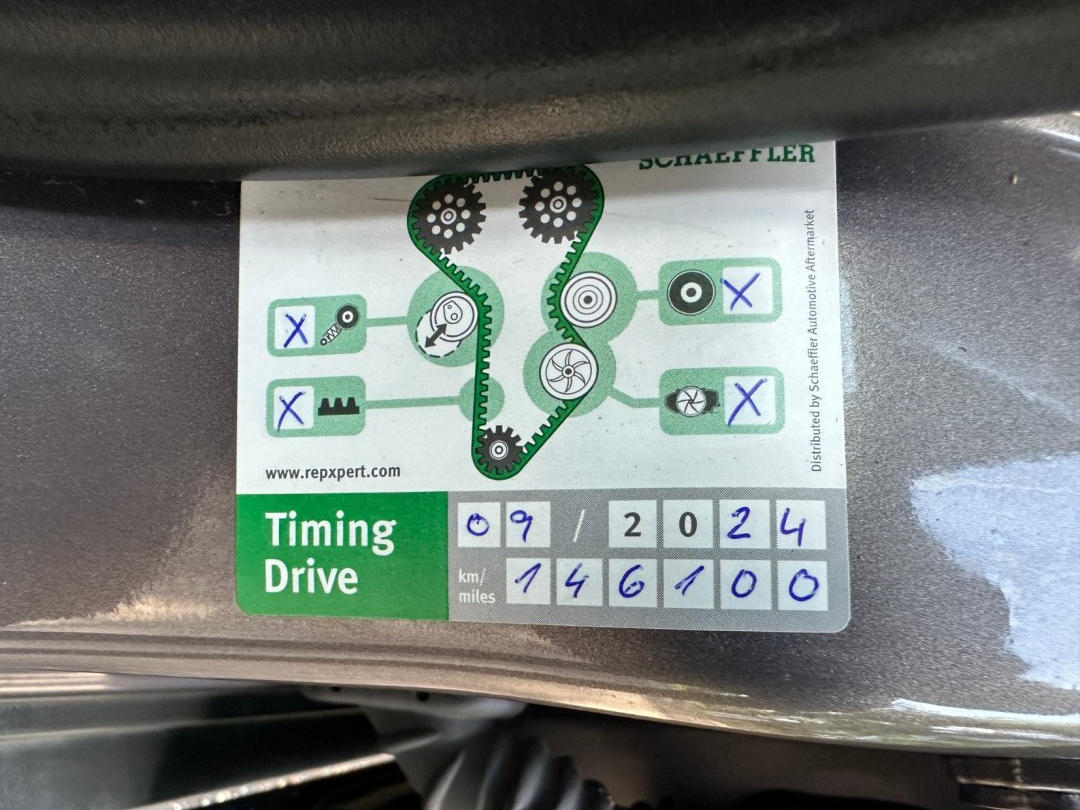 SCHAEFFLER
X
X
X
X
Distributed by Schaeffler Automotive Aftermarket
www.repxpert.com
Timing
Drive
09 / 2024
km/
miles
146100